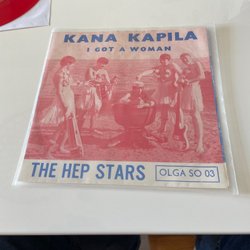 KANA KAPILA
I GOT A WOMAN
THE HEP STARS
OLGA SO 03